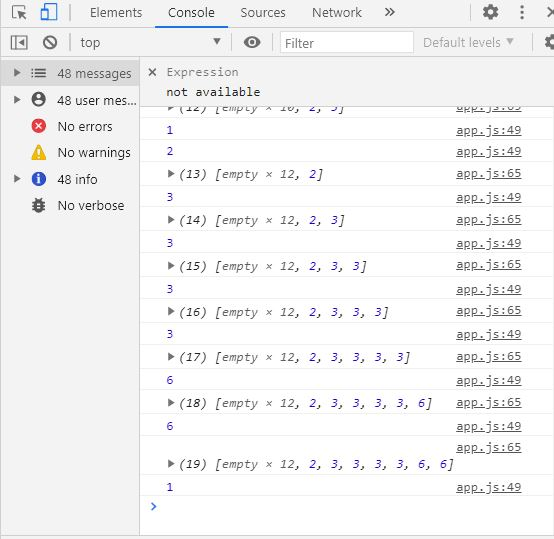 Elements Console Sources Network
top Filter Default levels
48 messages
48 user mes...
No errors
No warnings
48 info
No verbose
Expression
not available
(12) [empty × 10, 2, 3] app.js:65
1 app.js:49
2 app.js:49
(13) [empty × 12, 2] app.js:65
3 app.js:49
(14) [empty × 12, 2, 3] app.js:65
3 app.js:49
(15) [empty × 12, 2, 3, 3] app.js:65
3 app.js:49
(16) [empty × 12, 2, 3, 3, 3] app.js:65
3 app.js:49
(17) [empty × 12, 2, 3, 3, 3, 3] app.js:65
6 app.js:49
(18) [empty × 12, 2, 3, 3, 3, 3, 6] app.js:65
6 app.js:49
app.js:65
(19) [empty × 12, 2, 3, 3, 3, 3, 6, 6]
1 app.js:49